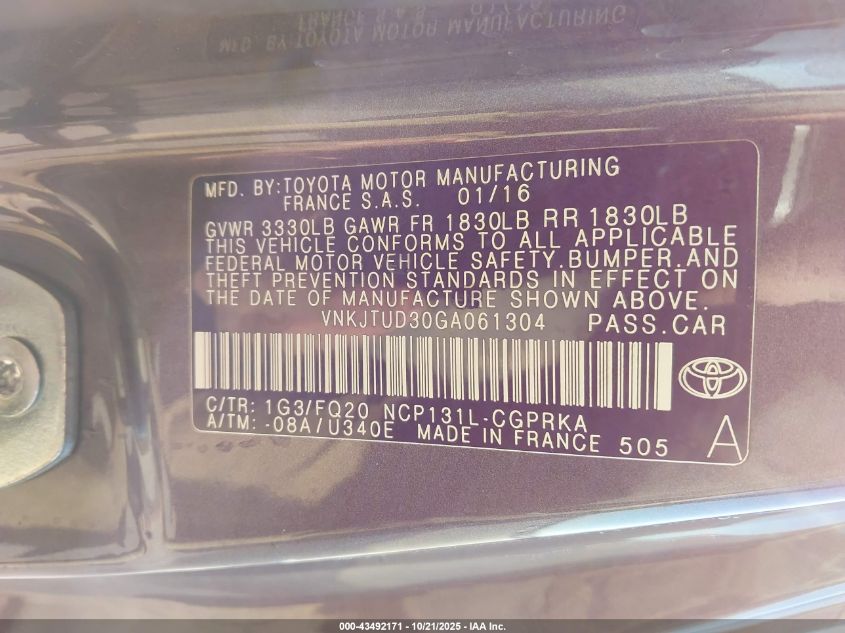 MFD. BY:TOYOTA MOTOR MANUFACTURING
FRANCE S.A.S. 01/16
GVWR 3330LB GAWR FR 1830LB RR 1830LB
THIS VEHICLE CONFORMS TO ALL APPLICABLE
FEDERAL MOTOR VEHICLE SAFETY,BUMPER,AND
THEFT PREVENTION STANDARDS IN EFFECT ON
THE DATE OF MANUFACTURE SHOWN ABOVE.
VNKJTUD30GA061304 PASS.CAR
C/TR: 1G3/FQ20 NCP131L-CGPRKA
A/TM: -08A/U340E MADE IN FRANCE 505 A
000-43492171 - 10/21/2025 - IAA Inc.